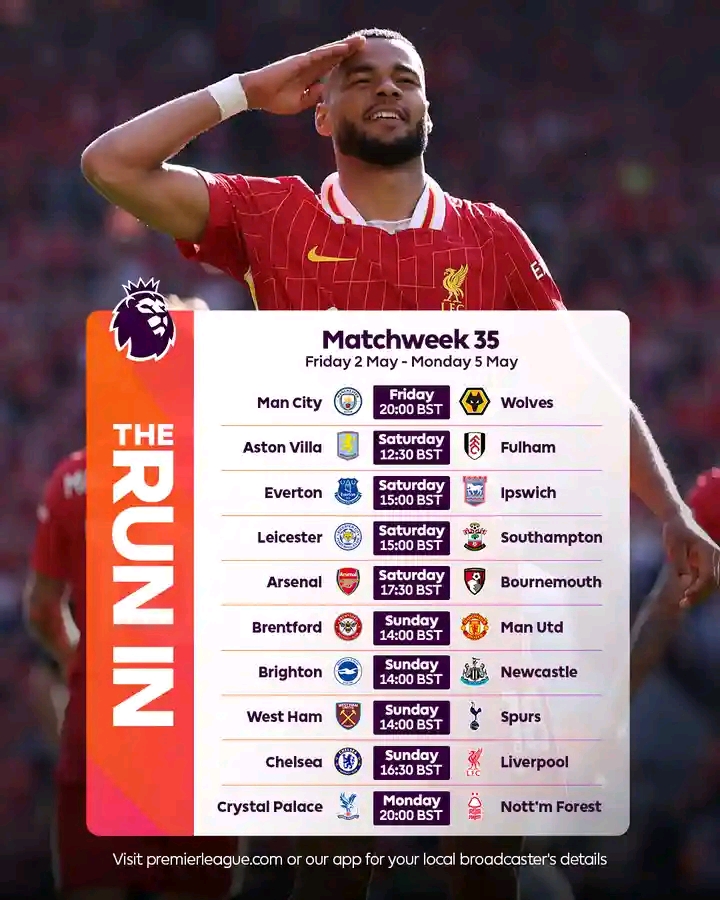 Matchweek 35
Friday 2 May - Monday 5 May
THE
RUN IN
Man City Friday 20:00 BST Wolves
Aston Villa Saturday 12:30 BST Fulham
Everton Saturday 15:00 BST Ipswich
Leicester Saturday 15:00 BST Southampton
Arsenal Saturday 17:30 BST Bournemouth
Brentford Sunday 14:00 BST Man Utd
Brighton Sunday 14:00 BST Newcastle
West Ham Sunday 14:00 BST Spurs
Chelsea Sunday 16:30 BST Liverpool
Crystal Palace Monday 20:00 BST Nott'm Forest
Visit premierleague.com or our app for your local broadcaster's details